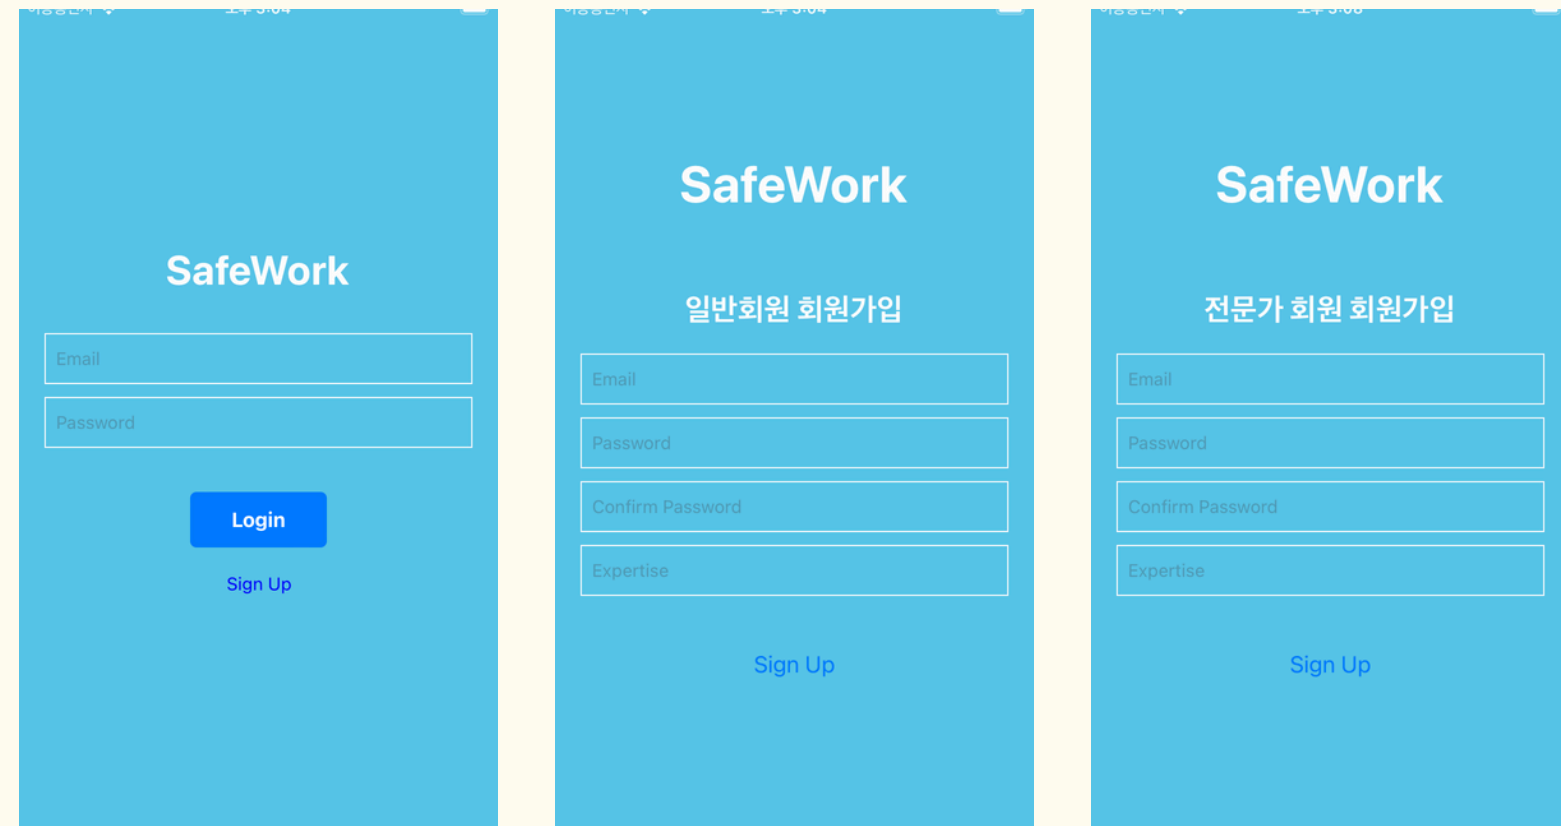 SafeWork
Email
Password
Login
Sign Up
SafeWork
일반회원 회원가입
Email
Password
Confirm Password
Expertise
Sign Up
SafeWork
전문가 회원 회원가입
Email
Password
Confirm Password
Expertise
Sign Up